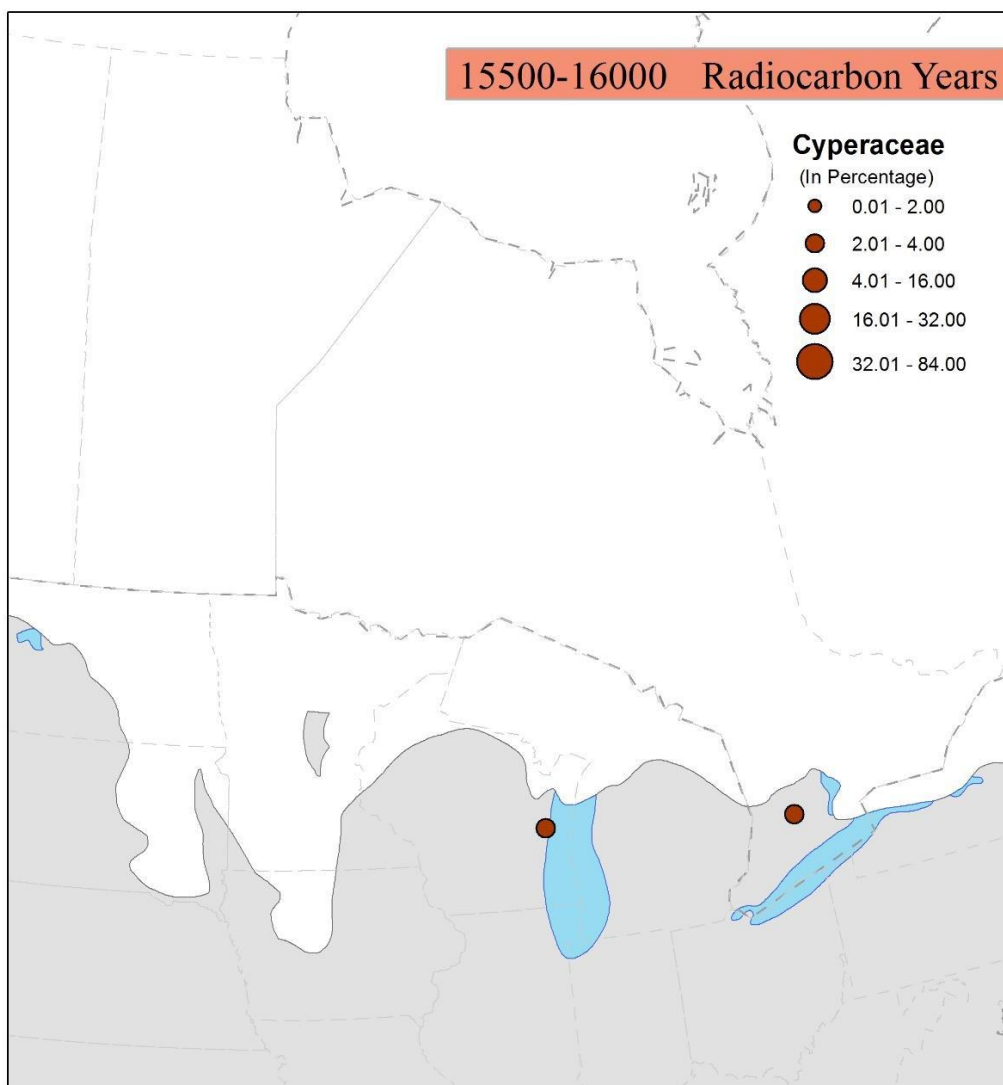 15500-16000 Radiocarbon Years
Cyperaceae
(In Percentage)
0.01 - 2.00
2.01 - 4.00
4.01 - 16.00
16.01 - 32.00
32.01 - 84.00